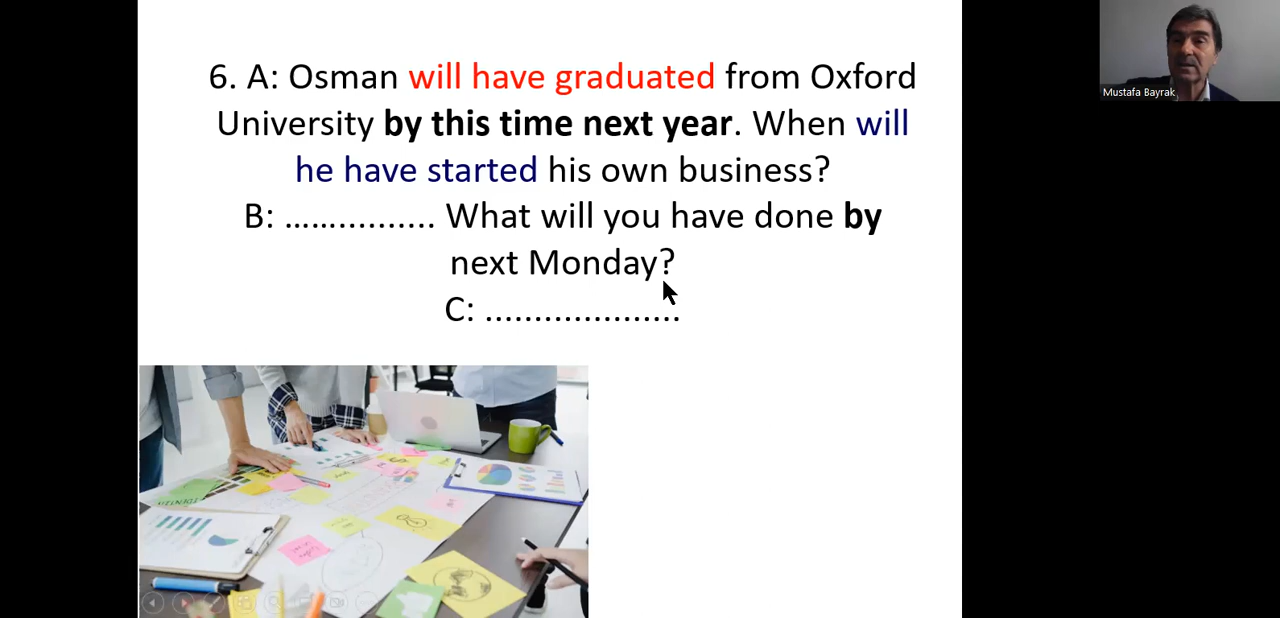 6. A: Osman will have graduated from Oxford
University by this time next year. When will
he have started his own business?
B: ............... What will you have done by
next Monday?
C: ....................
Mustafa Bayrak